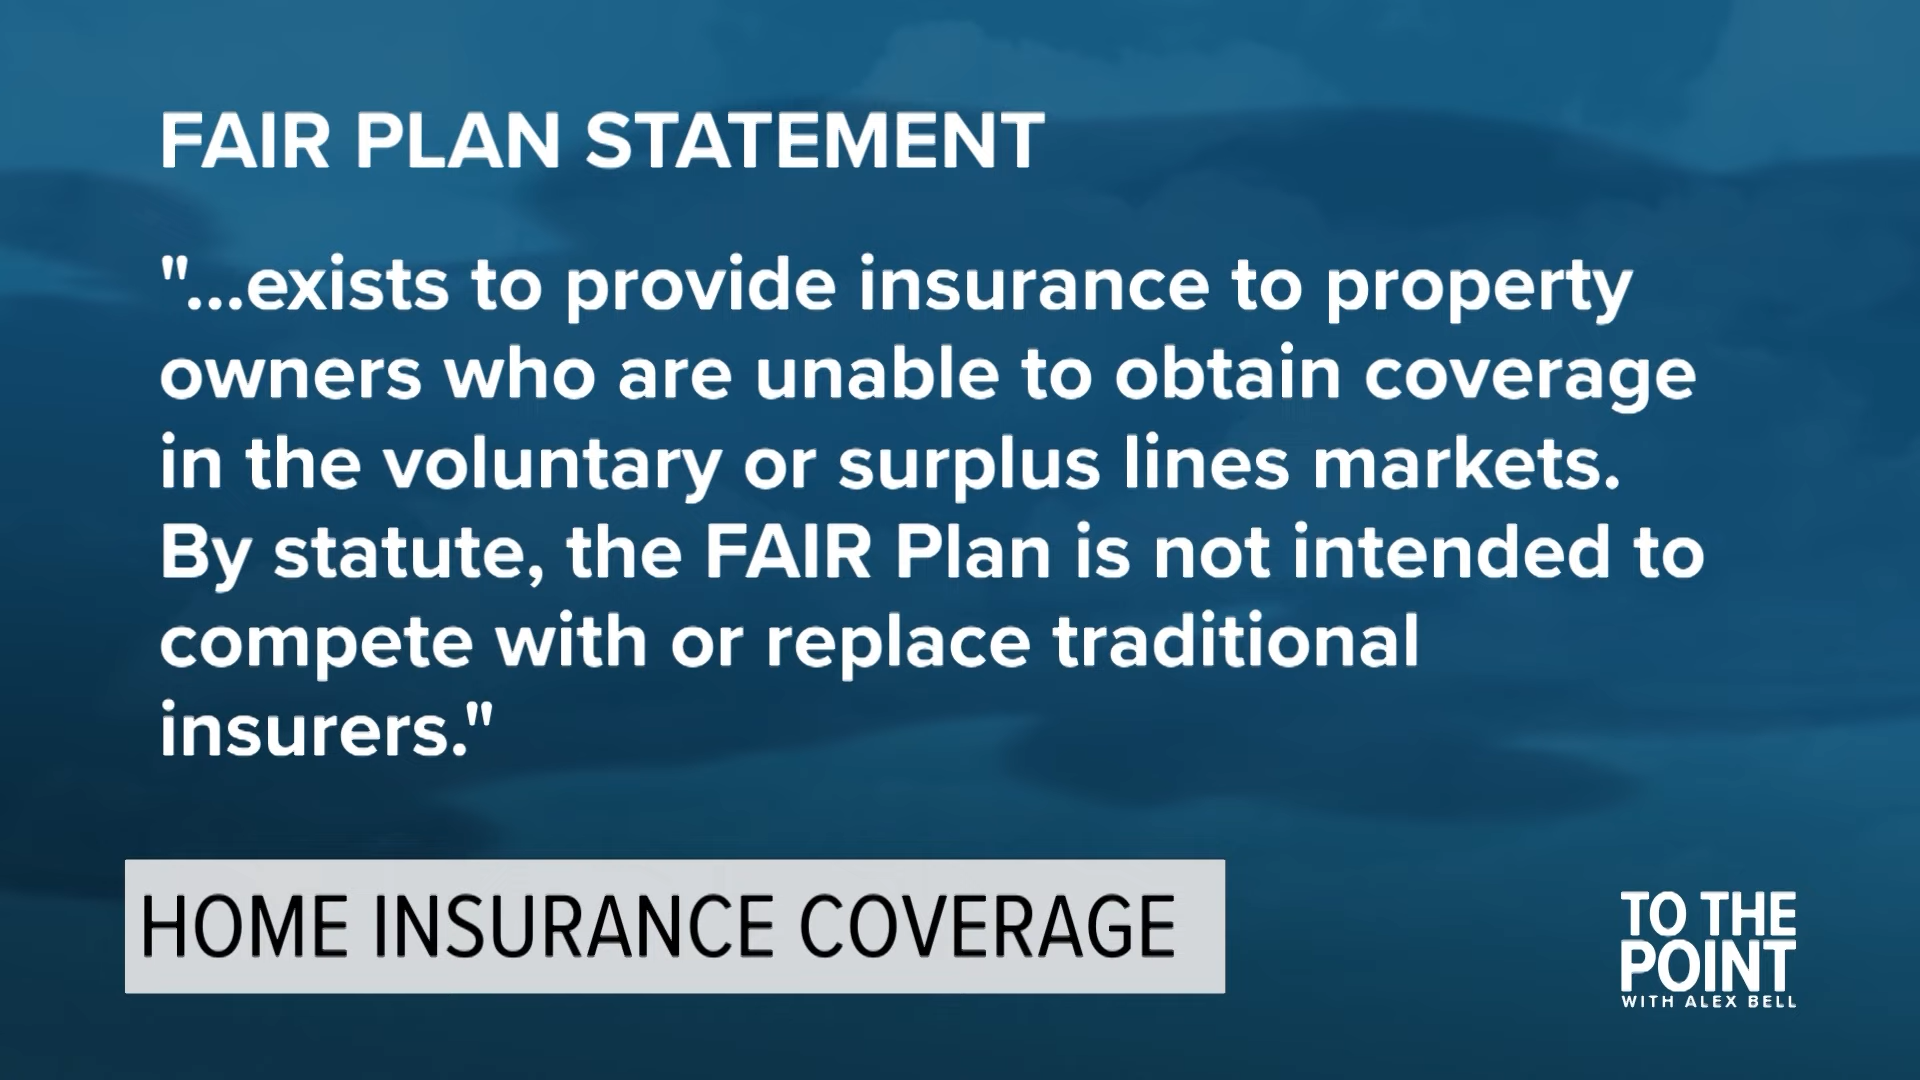 FAIR PLAN STATEMENT
"...exists to provide insurance to property
owners who are unable to obtain coverage
in the voluntary or surplus lines markets.
By statute, the FAIR Plan is not intended to
compete with or replace traditional
insurers."
HOME INSURANCE COVERAGE
TO THE
POINT
WITH ALEX BELL